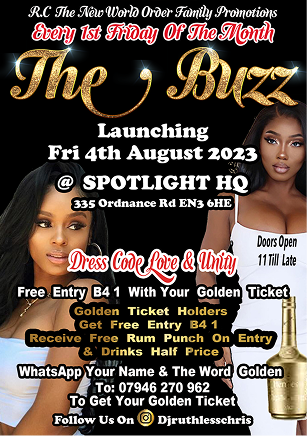 R.C The New World Order Family Promotions
Every 1st Friday Of The Month
The Buzz
Launching
Fri 4th August 2023
@ SPOTLIGHT HQ
335 Ordnance Rd EN3 6HE
Doors Open
11 Till Late
Dress Code Love & Unity
Free Entry B4 1 With Your Golden Ticket
Golden Ticket Holders
Get Free Entry B4 1
Receive Free Rum Punch On Entry
& Drinks Half Price
WhatsApp Your Name & The Word Golden
To: 07946 270 962
To Get Your Golden Ticket
Follow Us On Djruthlesschris
Hennessy